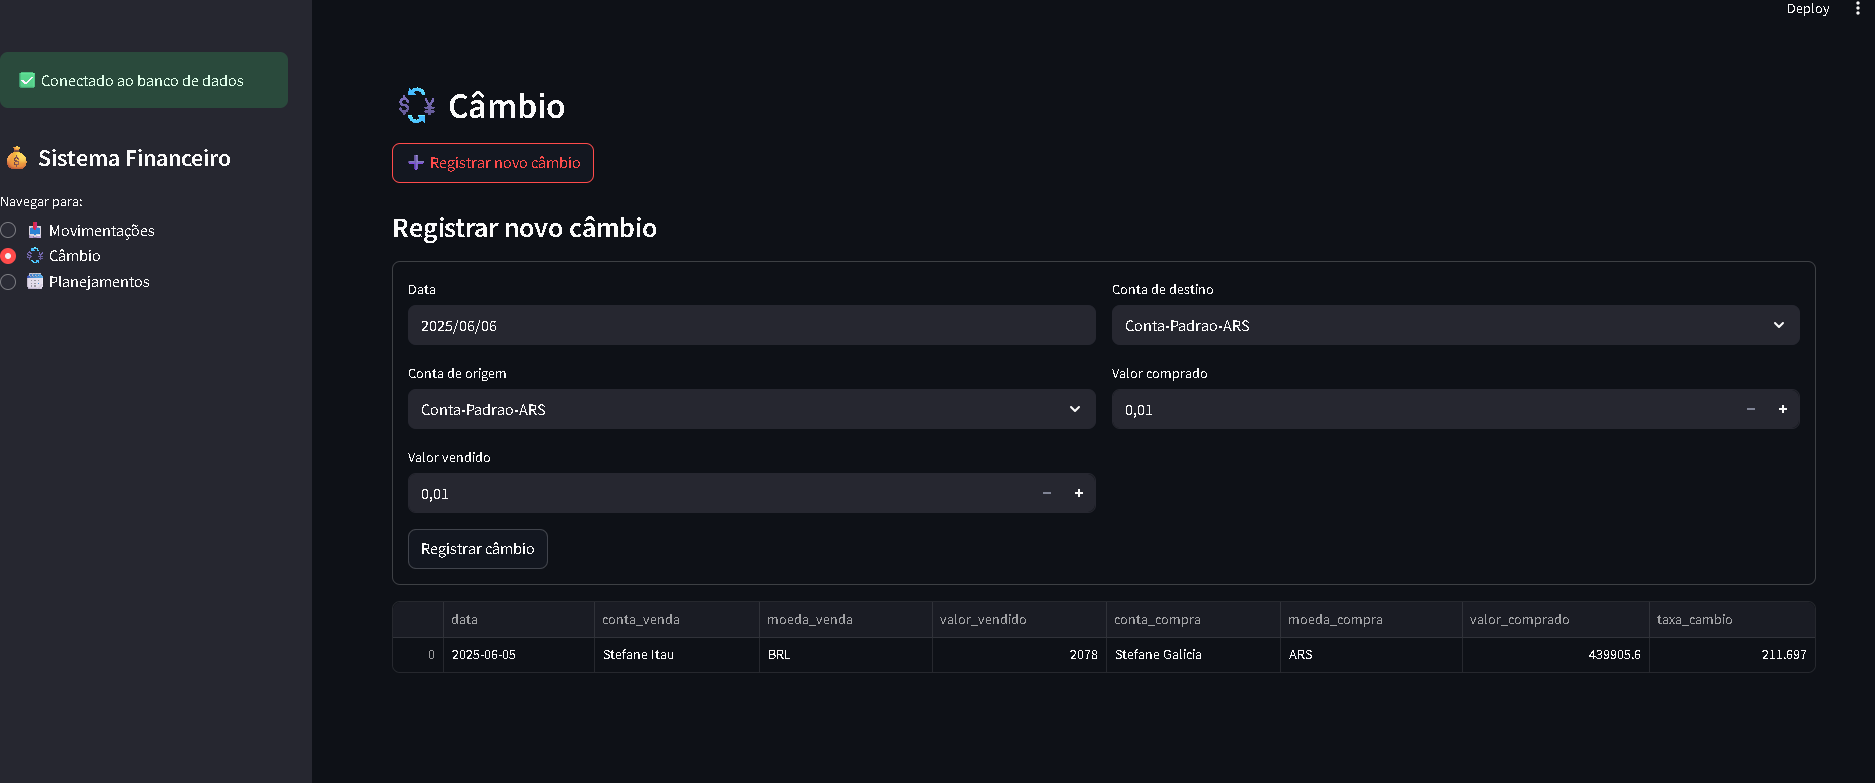 Deploy
Conectado ao banco de dados
Sistema Financeiro
Navegar para:
Movimentações
Câmbio
Planejamentos
Câmbio
Registrar novo câmbio
Registrar novo câmbio
Data
2025/06/06
Conta de destino
Conta-Padrao-ARS
Conta de origem
Conta-Padrao-ARS
Valor comprado
0,01
Valor vendido
0,01
Registrar câmbio
data conta_venda moeda_venda valor_vendido conta_compra moeda_compra valor_comprado taxa_cambio
0 2025-06-05 Stefane Itau BRL 2078 Stefane Galicia ARS 439905.6 211.697